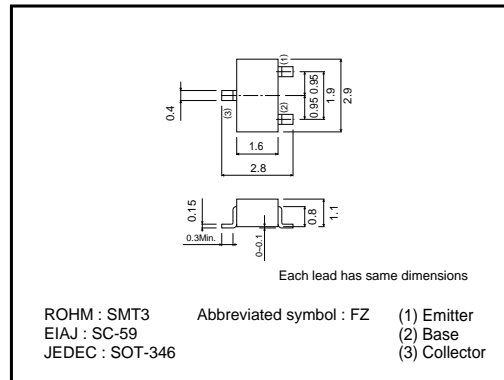 (1)
0.95
0.95
1.9
2.9
0.4
(3)
(2)
1.6
2.8
0.15
0.8
1.1
0.3Min.
0~0.1
Each lead has same dimensions
ROHM : SMT3
EIAJ : SC-59
JEDEC : SOT-346
Abbreviated symbol : FZ
(1) Emitter
(2) Base
(3) Collector